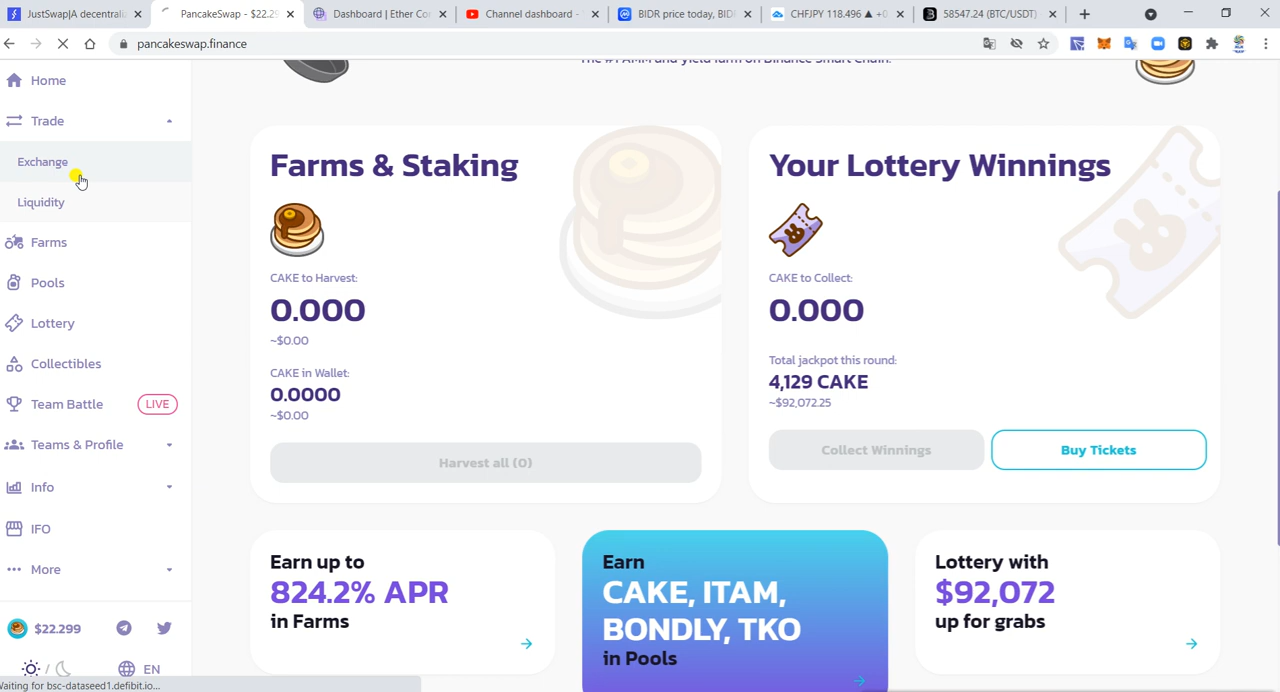 JustSwap|A decentraliz
PancakeSwap - $22.29
Dashboard | Ether Co
Channel dashboard -
BIDR price today, BID
CHFJPY 118.496 ▲ +0
58547.24 (BTC/USDT)
pancakeswap.finance
Home
Trade
Exchange
Liquidity
Farms
Pools
Lottery
Collectibles
Team Battle
LIVE
Teams & Profile
Info
IFO
More
$22.299
/
EN
Waiting for bsc-dataseed1.defibit.io...
Farms & Staking
CAKE to Harvest:
0.000
~$0.00
CAKE in Wallet:
0.0000
~$0.00
Harvest all (0)
Your Lottery Winnings
CAKE to Collect:
0.000
Total jackpot this round:
4,129 CAKE
~$92,072.25
Collect Winnings
Buy Tickets
Earn up to
824.2% APR
in Farms
Earn
CAKE, ITAM,
BONDLY, TKO
in Pools
Lottery with
$92,072
up for grabs